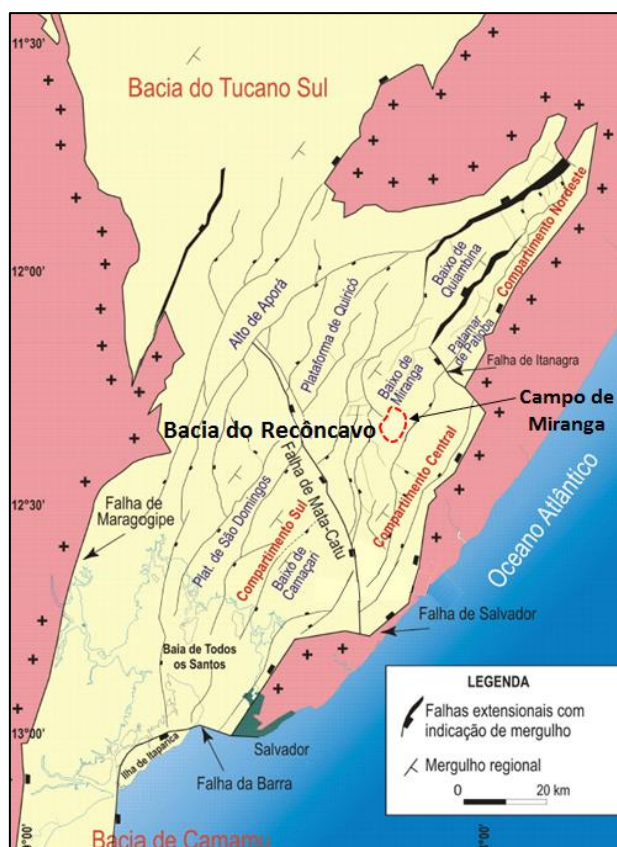 11°30'
Bacia do Tucano Sul
12°00'
Alto de Aporá
Plataforma de Quiricó
Baixo de
Quiambina
Compartimento Nordeste
Patamar
de Patioba
Falha de Itanagra
Baixo de
Miranga
Campo de
Miranga
Bacia do Recôncavo
12°30'
Falha de
Maragogipe
Falha de Mata-Catu
Compartimento Central
Plat. de São Domingos
Compartimento Sul
Baixo de
Camaçari
Oceano Atlântico
Falha de Salvador
Baia de Todos
os Santos
13°00'
Ilha de Itaparica
Salvador
Falha da Barra
Bacia de Camamu
LEGENDA
Falhas extensionais com
indicação de mergulho
Mergulho regional
0 20 km